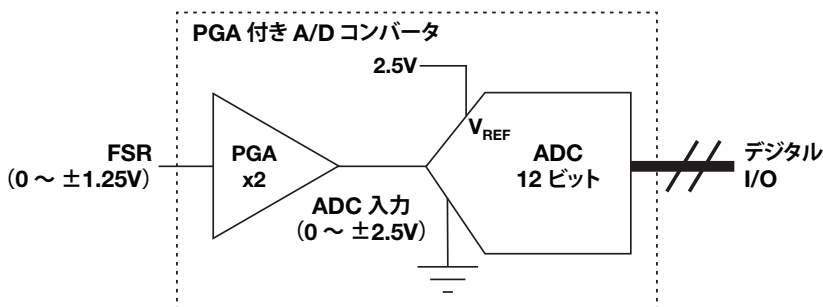 PGA 付き A/D コンバータ
2.5V
VREF
FSR
(0 ～ ±1.25V)
PGA
x2
ADC 入力
(0 ～ ±2.5V)
ADC
12 ビット
デジタル
I/O